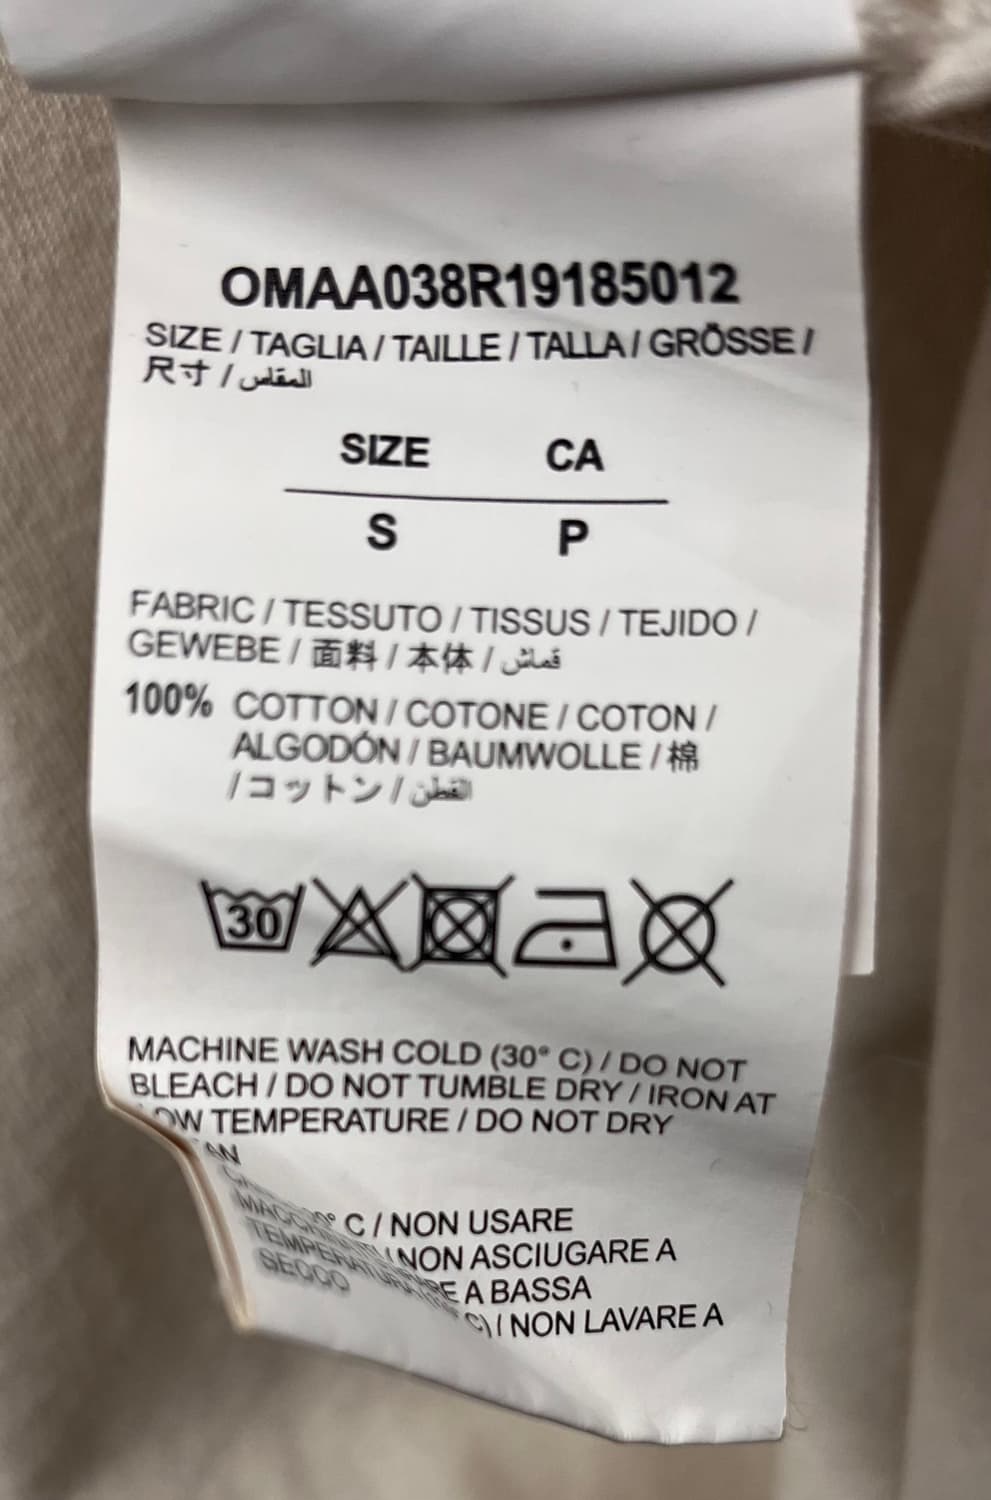 OMAA038R19185012
SIZE / TAGLIA / TAILLE / TALLA / GRÖSSE /
尺寸 / المقاس
SIZE CA
S P
FABRIC / TESSUTO / TISSUS / TEJIDO /
GEWEBE / 面料 / 本体 / قماش
100% COTTON / COTONE / COTON /
ALGODÓN / BAUMWOLLE / 棉
/ コットン / القطن
30
MACHINE WASH COLD (30° C) / DO NOT
BLEACH / DO NOT TUMBLE DRY / IRON AT
LOW TEMPERATURE / DO NOT DRY
C / NON USARE
NON ASCIUGARE A
A BASSA
SECCO
/ NON LAVARE A